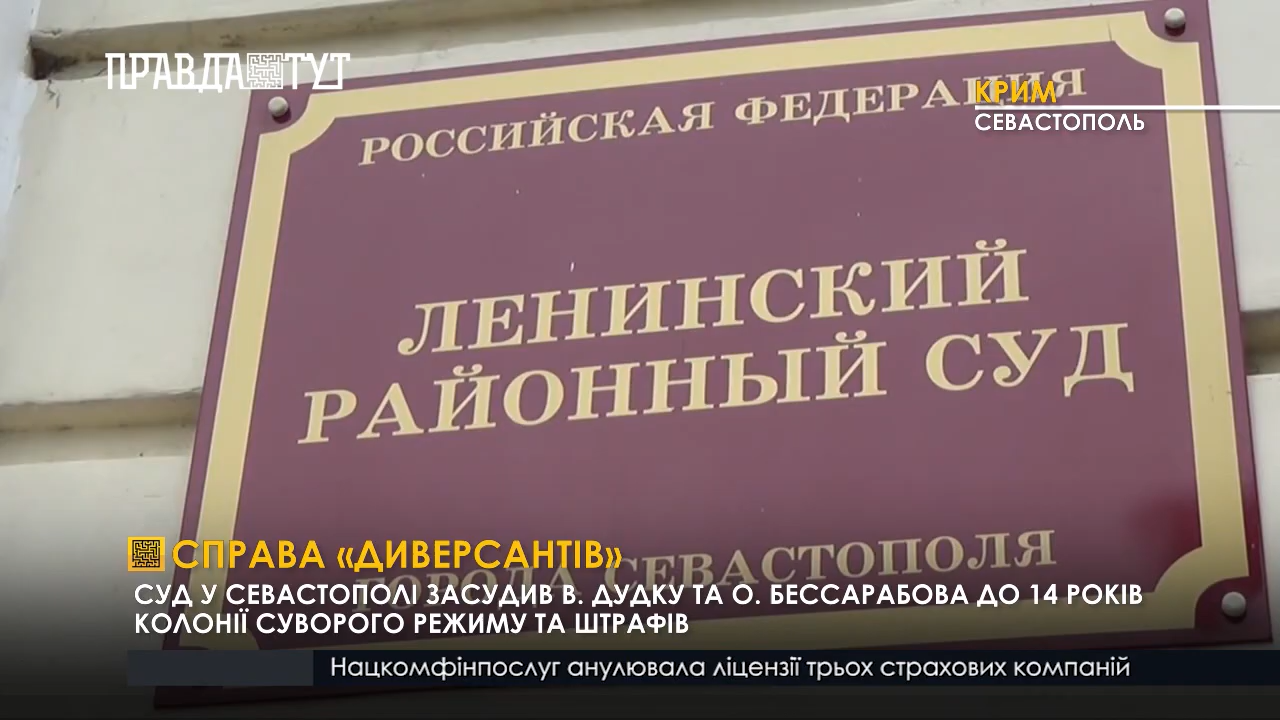 ПРАВДА ТУТ
КРИМ
СЕВАСТОПОЛЬ
РОССИЙСКАЯ ФЕДЕРАЦИЯ
ЛЕНИНСКИЙ
РАЙОННЫЙ СУД
ГОРОДА СЕВАСТОПОЛЯ
СПРАВА «ДИВЕРСАНТІВ»
СУД У СЕВАСТОПОЛІ ЗАСУДИВ В. ДУДКУ ТА О. БЕССАРАБОВА ДО 14 РОКІВ
КОЛОНІЇ СУВОРОГО РЕЖИМУ ТА ШТРАФІВ
Нацкомфінпослуг анулювала ліцензії трьох страхових компаній